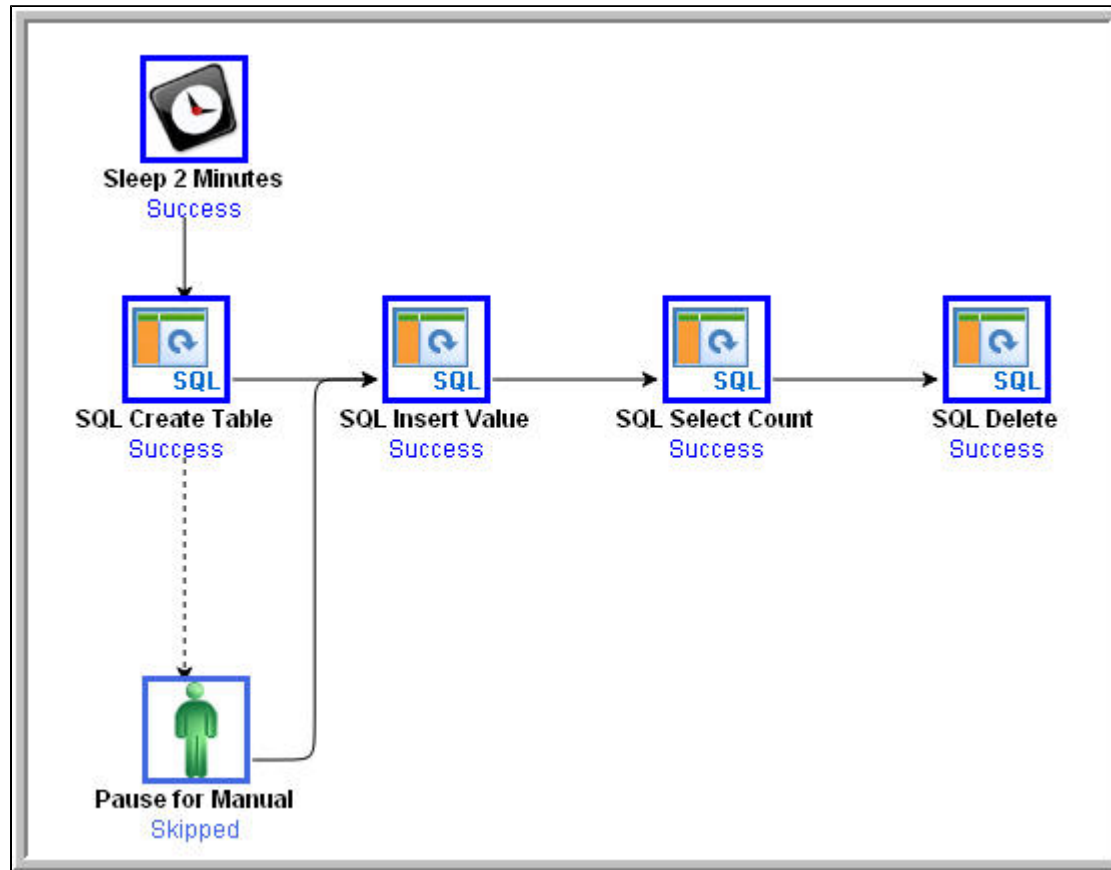 Sleep 2 Minutes
Success
SQL
SQL Create Table
Success
SQL
SQL Insert Value
Success
SQL
SQL Select Count
Success
SQL
SQL Delete
Success
Pause for Manual
Skipped